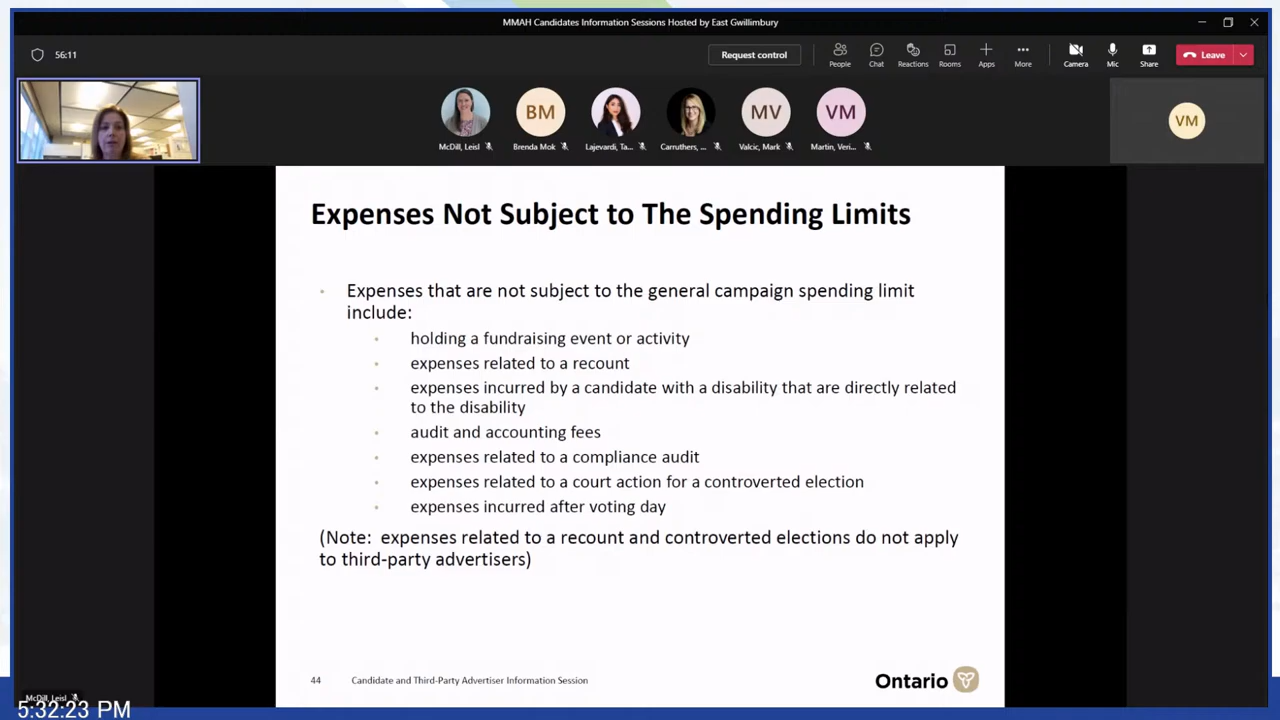 MMAH Candidates Information Sessions Hosted by East Gwillimbury
56:11
Request control
People
Chat
Reactions
Rooms
Apps
More
Camera
Mic
Share
Leave
BM
MV
VM
VM
McDill, Leisl
Brenda Mok
Lajevardi, Ta...
Carruthers, ...
Valcic, Mark
Martin, Veri...
Expenses Not Subject to The Spending Limits
• Expenses that are not subject to the general campaign spending limit
include:
• holding a fundraising event or activity
• expenses related to a recount
• expenses incurred by a candidate with a disability that are directly related
to the disability
• audit and accounting fees
• expenses related to a compliance audit
• expenses related to a court action for a controverted election
• expenses incurred after voting day
(Note: expenses related to a recount and controverted elections do not apply
to third-party advertisers)
44 Candidate and Third-Party Advertiser Information Session
Ontario
McDill, Leisl
5:32:23 PM